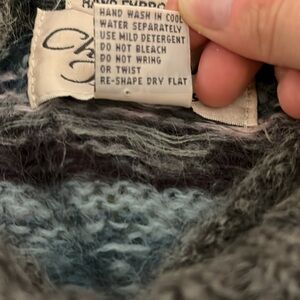 HAND WASH IN COOL
WATER SEPARATELY
USE MILD DETERGENT
DO NOT BLEACH
DO NOT WRING
OR TWIST
RE-SHAPE DRY FLAT